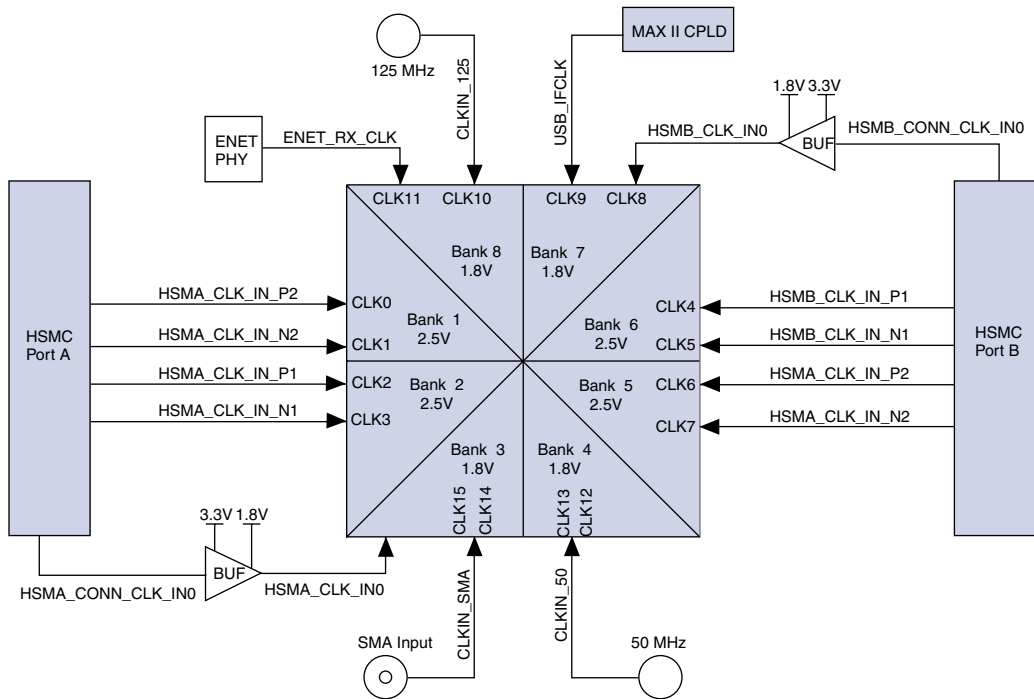 MAX II CPLD
125 MHz
CLKIN_125
USB_IFCLK
1.8V
3.3V
BUF
HSMB_CLK_IN0
HSMB_CONN_CLK_IN0
ENET
PHY
ENET_RX_CLK
CLK11
CLK10
CLK9
CLK8
Bank 8
1.8V
Bank 7
1.8V
HSMC
Port A
HSMA_CLK_IN_P2
HSMA_CLK_IN_N2
HSMA_CLK_IN_P1
HSMA_CLK_IN_N1
CLK0
CLK1
CLK2
CLK3
Bank 1
2.5V
Bank 2
2.5V
Bank 6
2.5V
Bank 5
2.5V
CLK4
CLK5
CLK6
CLK7
HSMB_CLK_IN_P1
HSMB_CLK_IN_N1
HSMA_CLK_IN_P2
HSMA_CLK_IN_N2
HSMC
Port B
Bank 3
1.8V
Bank 4
1.8V
CLK15
CLK14
CLK13
CLK12
3.3V
1.8V
BUF
HSMA_CONN_CLK_IN0
HSMA_CLK_IN0
CLKIN_SMA
CLKIN_50
SMA Input
50 MHz